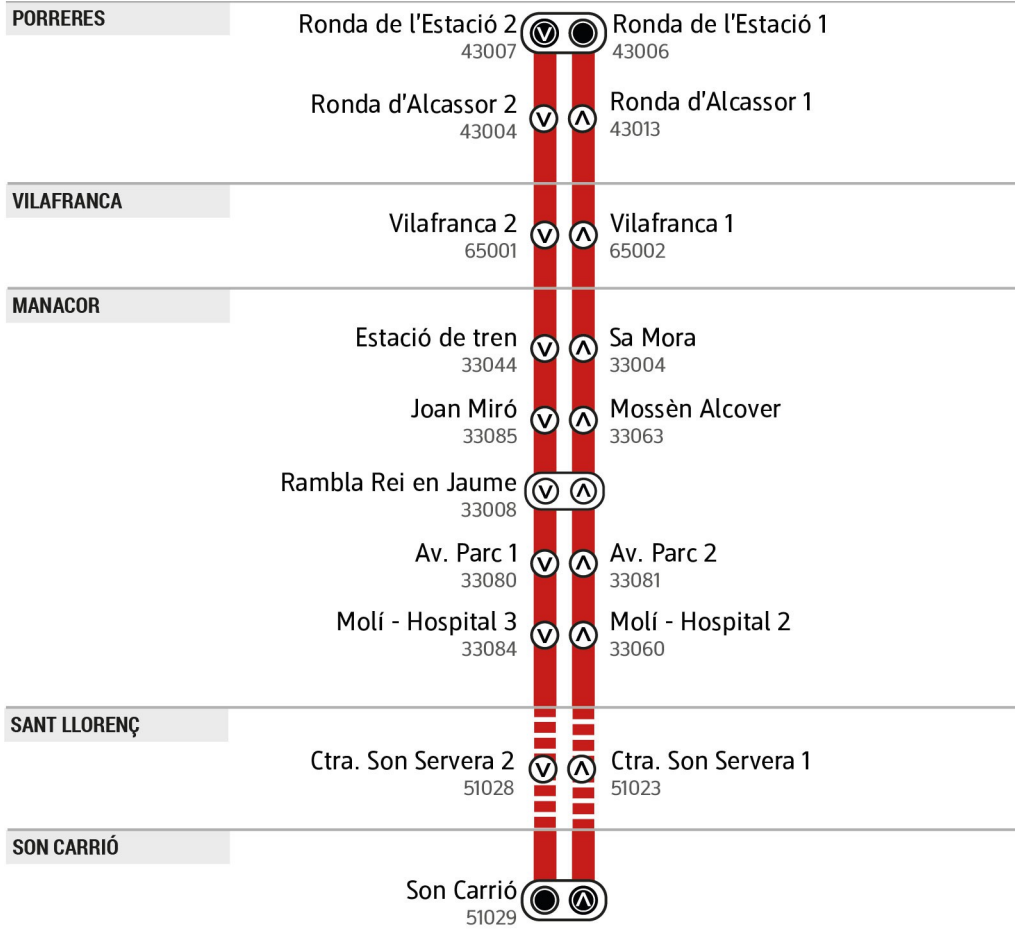 PORRERES
Ronda de l'Estació 2
43007
Ronda de l'Estació 1
43006
Ronda d'Alcassor 2
43004
Ronda d'Alcassor 1
43013
VILAFRANCA
Vilafranca 2
65001
Vilafranca 1
65002
MANACOR
Estació de tren
33044
Sa Mora
33004
Joan Miró
33085
Mossèn Alcover
33063
Rambla Rei en Jaume
33008
Av. Parc 1
33080
Av. Parc 2
33081
Molí - Hospital 3
33084
Molí - Hospital 2
33060
SANT LLORENÇ
Ctra. Son Servera 2
51028
Ctra. Son Servera 1
51023
SON CARRIÓ
Son Carrió
51029